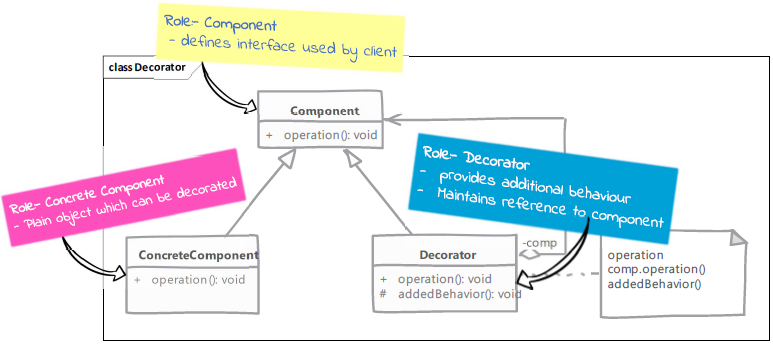 Role- Component
- defines interface used by client
class Decorator
Component
+ operation(): void
Role- Decorator
- provides additional behaviour
- Maintains reference to component
Role- Concrete Component
- Plain object which can be decorated
ConcreteComponent
+ operation(): void
Decorator
+ operation(): void
# addedBehavior(): void
-comp
operation
comp.operation()
addedBehavior()